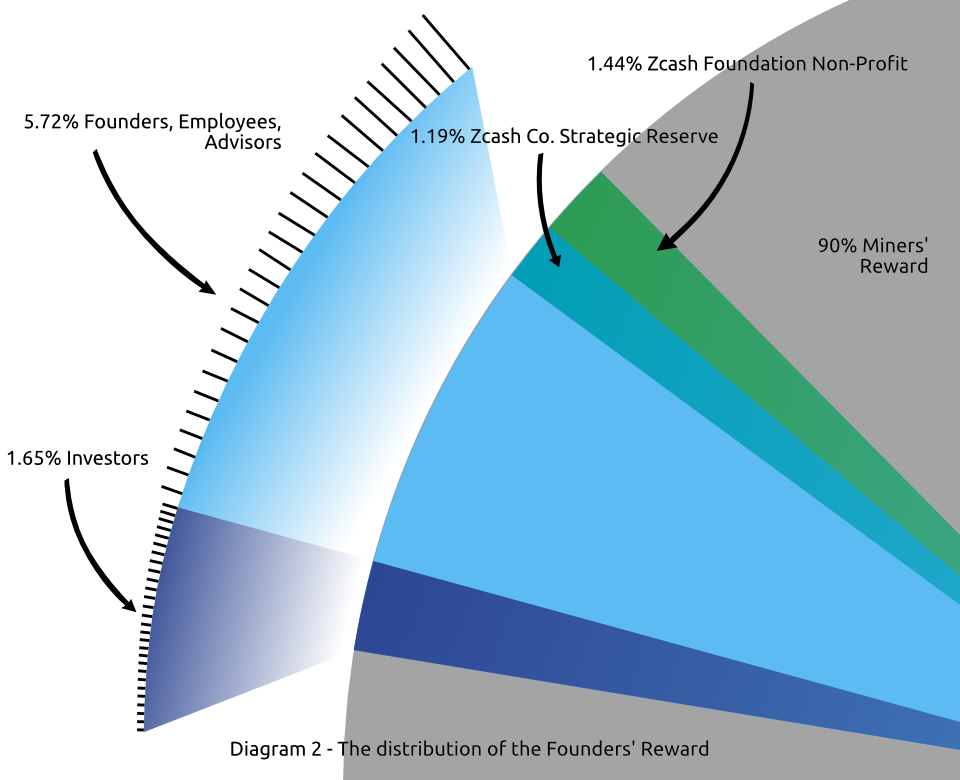 1.44% Zcash Foundation Non-Profit
5.72% Founders, Employees,
Advisors
1.19% Zcash Co. Strategic Reserve
90% Miners'
Reward
1.65% Investors
Diagram 2 - The distribution of the Founders' Reward